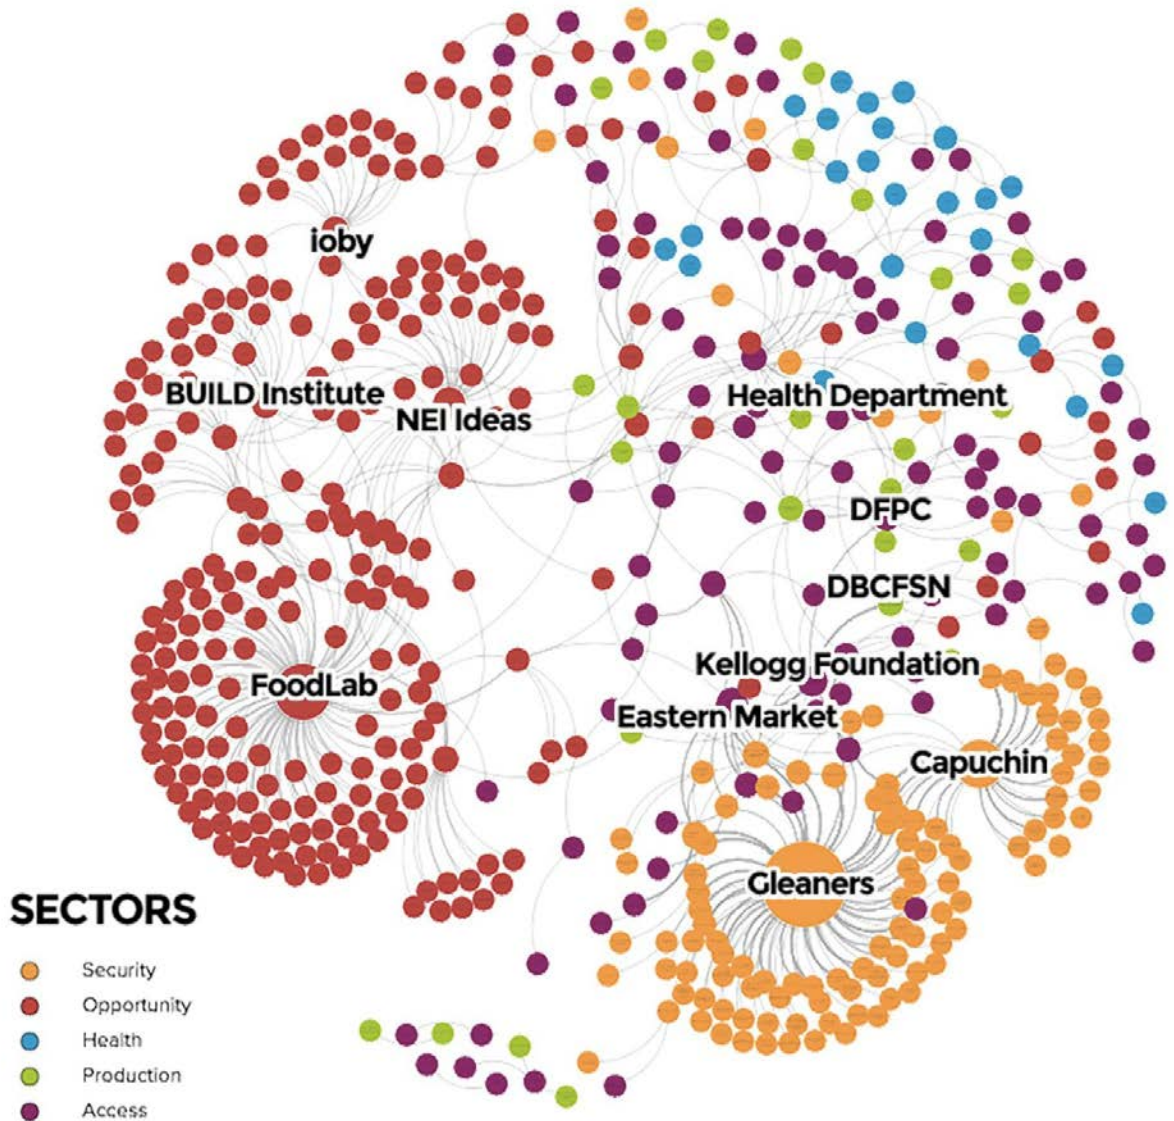 ioby
BUILD Institute
NEI Ideas
Health Department
DFPC
DBCFSN
Kellogg Foundation
FoodLab
Eastern Market
Capuchin
Gleaners
SECTORS
Security
Opportunity
Health
Production
Access